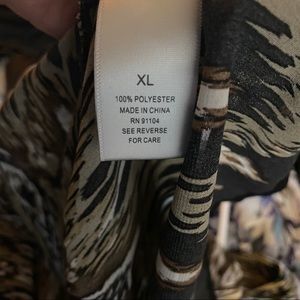 XL
100% POLYESTER
MADE IN CHINA
RN 91104
SEE REVERSE
FOR CARE